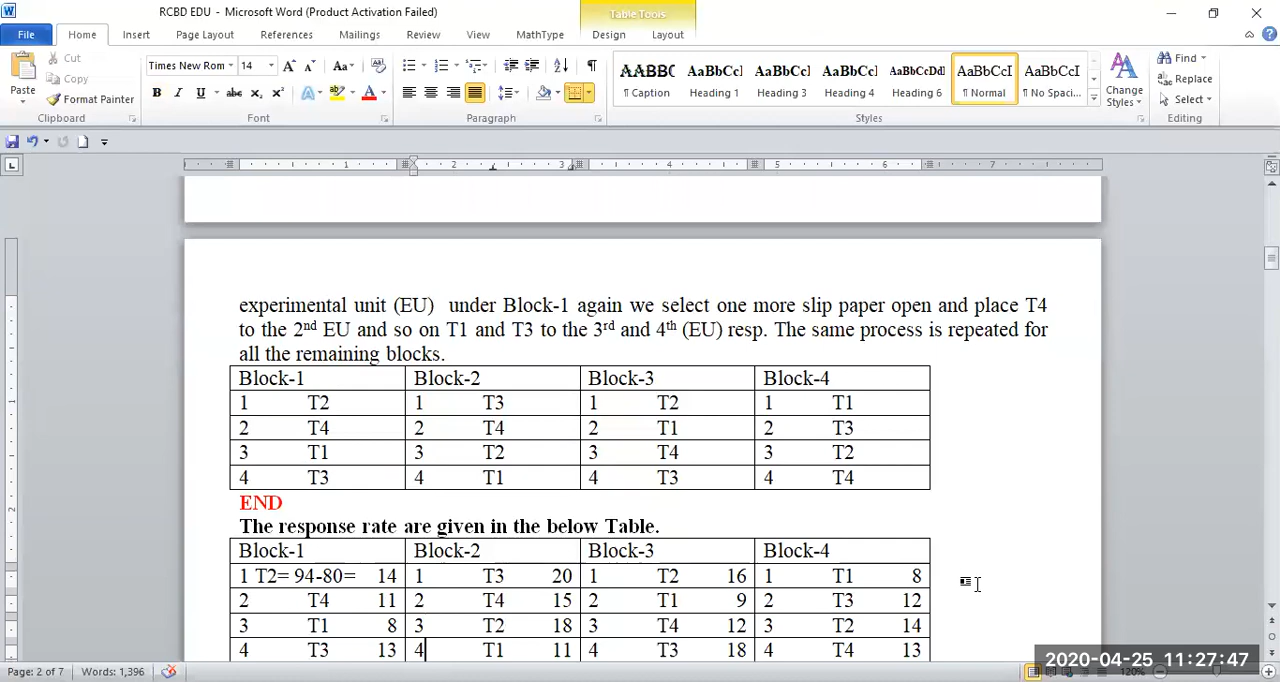 RCBD EDU - Microsoft Word (Product Activation Failed)
Table Tools
File Home Insert Page Layout References Mailings Review View MathType Design Layout
Paste
Cut
Copy
Format Painter
Clipboard
Times New Rom 14
Font
Paragraph
AABBC AaBbCcI AaBbCcI AaBbCcI AaBbCcDd AaBbCcI AaBbCcI
¶ Caption Heading 1 Heading 3 Heading 4 Heading 6 ¶ Normal ¶ No Spaci...
Change Styles
Styles
Find
Replace
Select
Editing
1 2 3 4 5 6 7
experimental unit (EU) under Block-1 again we select one more slip paper open and place T4
to the 2nd EU and so on T1 and T3 to the 3rd and 4th (EU) resp. The same process is repeated for
all the remaining blocks.
Block-1 Block-2 Block-3 Block-4
1 T2 1 T3 1 T2 1 T1
2 T4 2 T4 2 T1 2 T3
3 T1 3 T2 3 T4 3 T2
4 T3 4 T1 4 T3 4 T4
END
The response rate are given in the below Table.
Block-1 Block-2 Block-3 Block-4
1 T2= 94-80= 14 1 T3 20 1 T2 16 1 T1 8
2 T4 11 2 T4 15 2 T1 9 2 T3 12
3 T1 8 3 T2 18 3 T4 12 3 T2 14
4 T3 13 4 T1 11 4 T3 18 4 T4 13
Page: 2 of 7 Words: 1,396
120%
2020-04-25 11:27:47